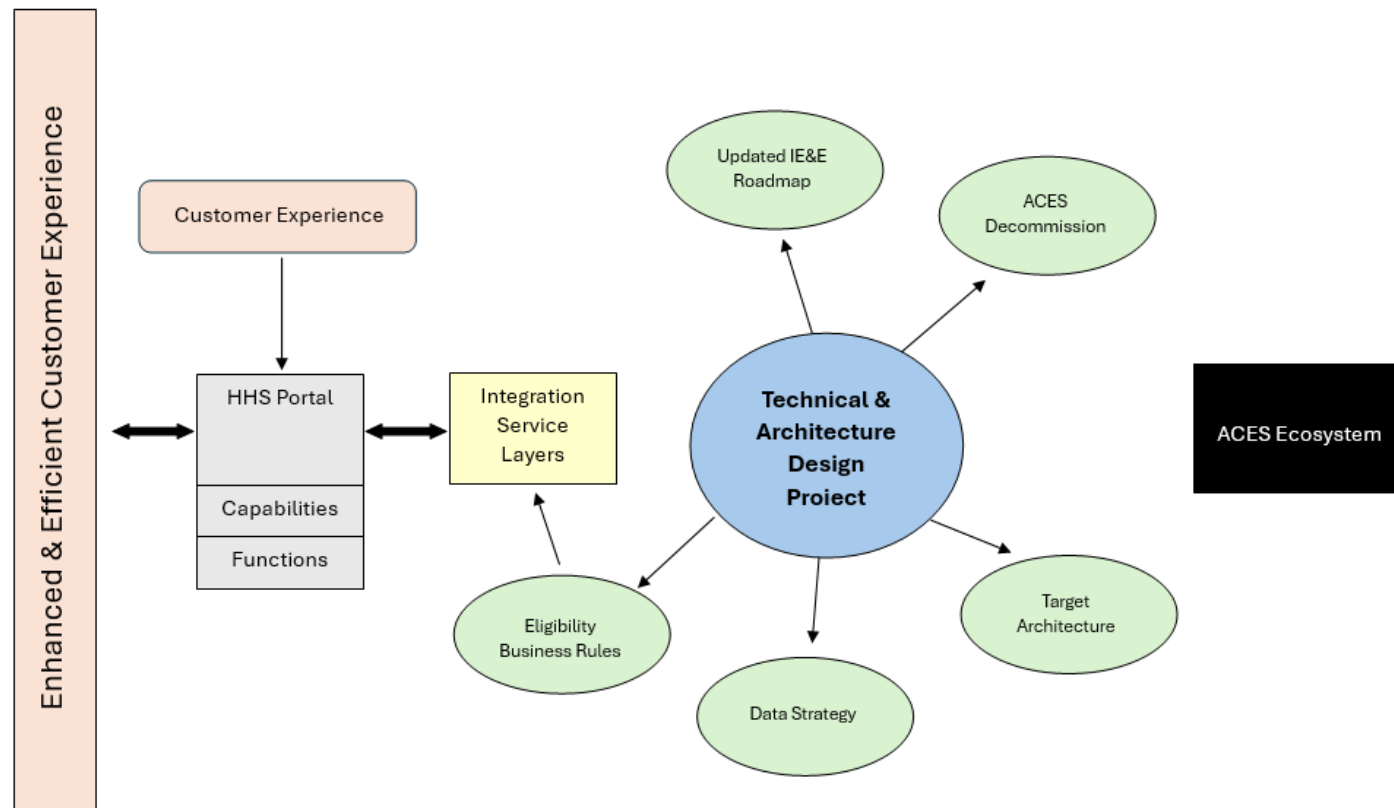 Enhanced & Efficient Customer Experience
Customer Experience
HHS Portal
Capabilities
Functions
Integration
Service
Layers
Updated IE&E
Roadmap
ACES
Decommission
Technical &
Architecture
Design
Project
ACES Ecosystem
Eligibility
Business Rules
Data Strategy
Target
Architecture